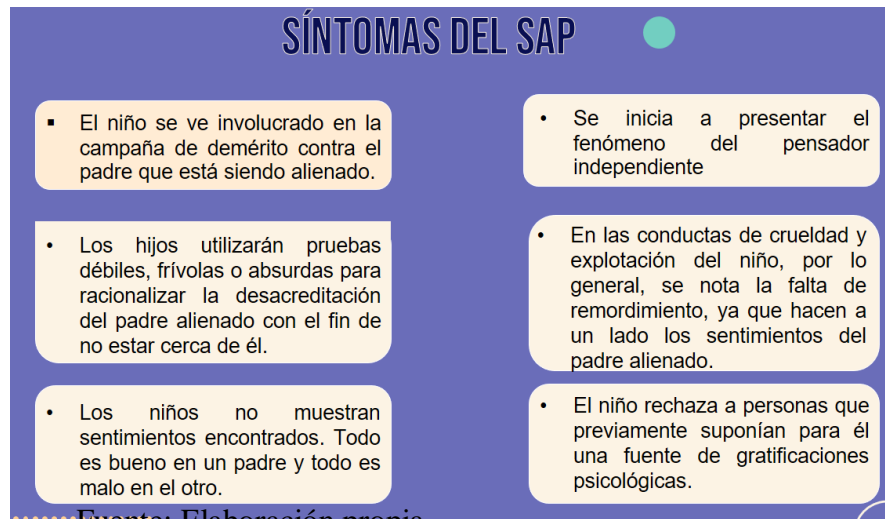 SÍNTOMAS DEL SAP
▪ El niño se ve involucrado en la
campaña de demérito contra el
padre que está siendo alienado.
• Los hijos utilizarán pruebas
débiles, frívolas o absurdas para
racionalizar la desacreditación
del padre alienado con el fin de
no estar cerca de él.
• Los niños no muestran
sentimientos encontrados. Todo
es bueno en un padre y todo es
malo en el otro.
• Se inicia a presentar el
fenómeno del pensador
independiente
• En las conductas de crueldad y
explotación del niño, por lo
general, se nota la falta de
remordimiento, ya que hacen a
un lado los sentimientos del
padre alienado.
• El niño rechaza a personas que
previamente suponían para él
una fuente de gratificaciones
psicológicas.
Fuente: Elaboración propia